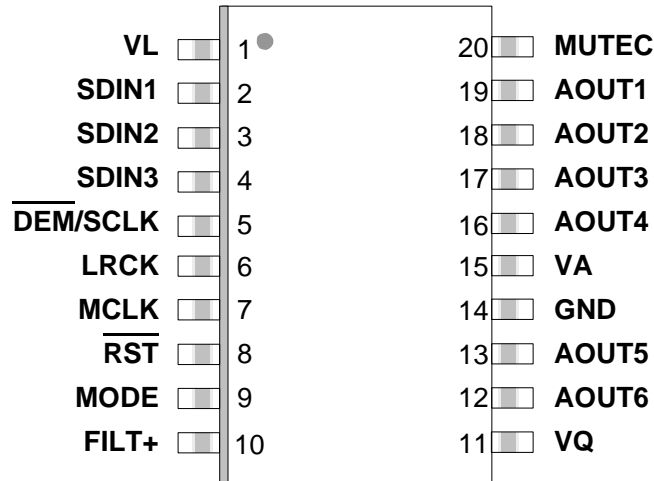 VL 1 20 MUTEC
SDIN1 2 19 AOUT1
SDIN2 3 18 AOUT2
SDIN3 4 17 AOUT3
DEM/SCLK 5 16 AOUT4
LRCK 6 15 VA
MCLK 7 14 GND
RST 8 13 AOUT5
MODE 9 12 AOUT6
FILT+ 10 11 VQ